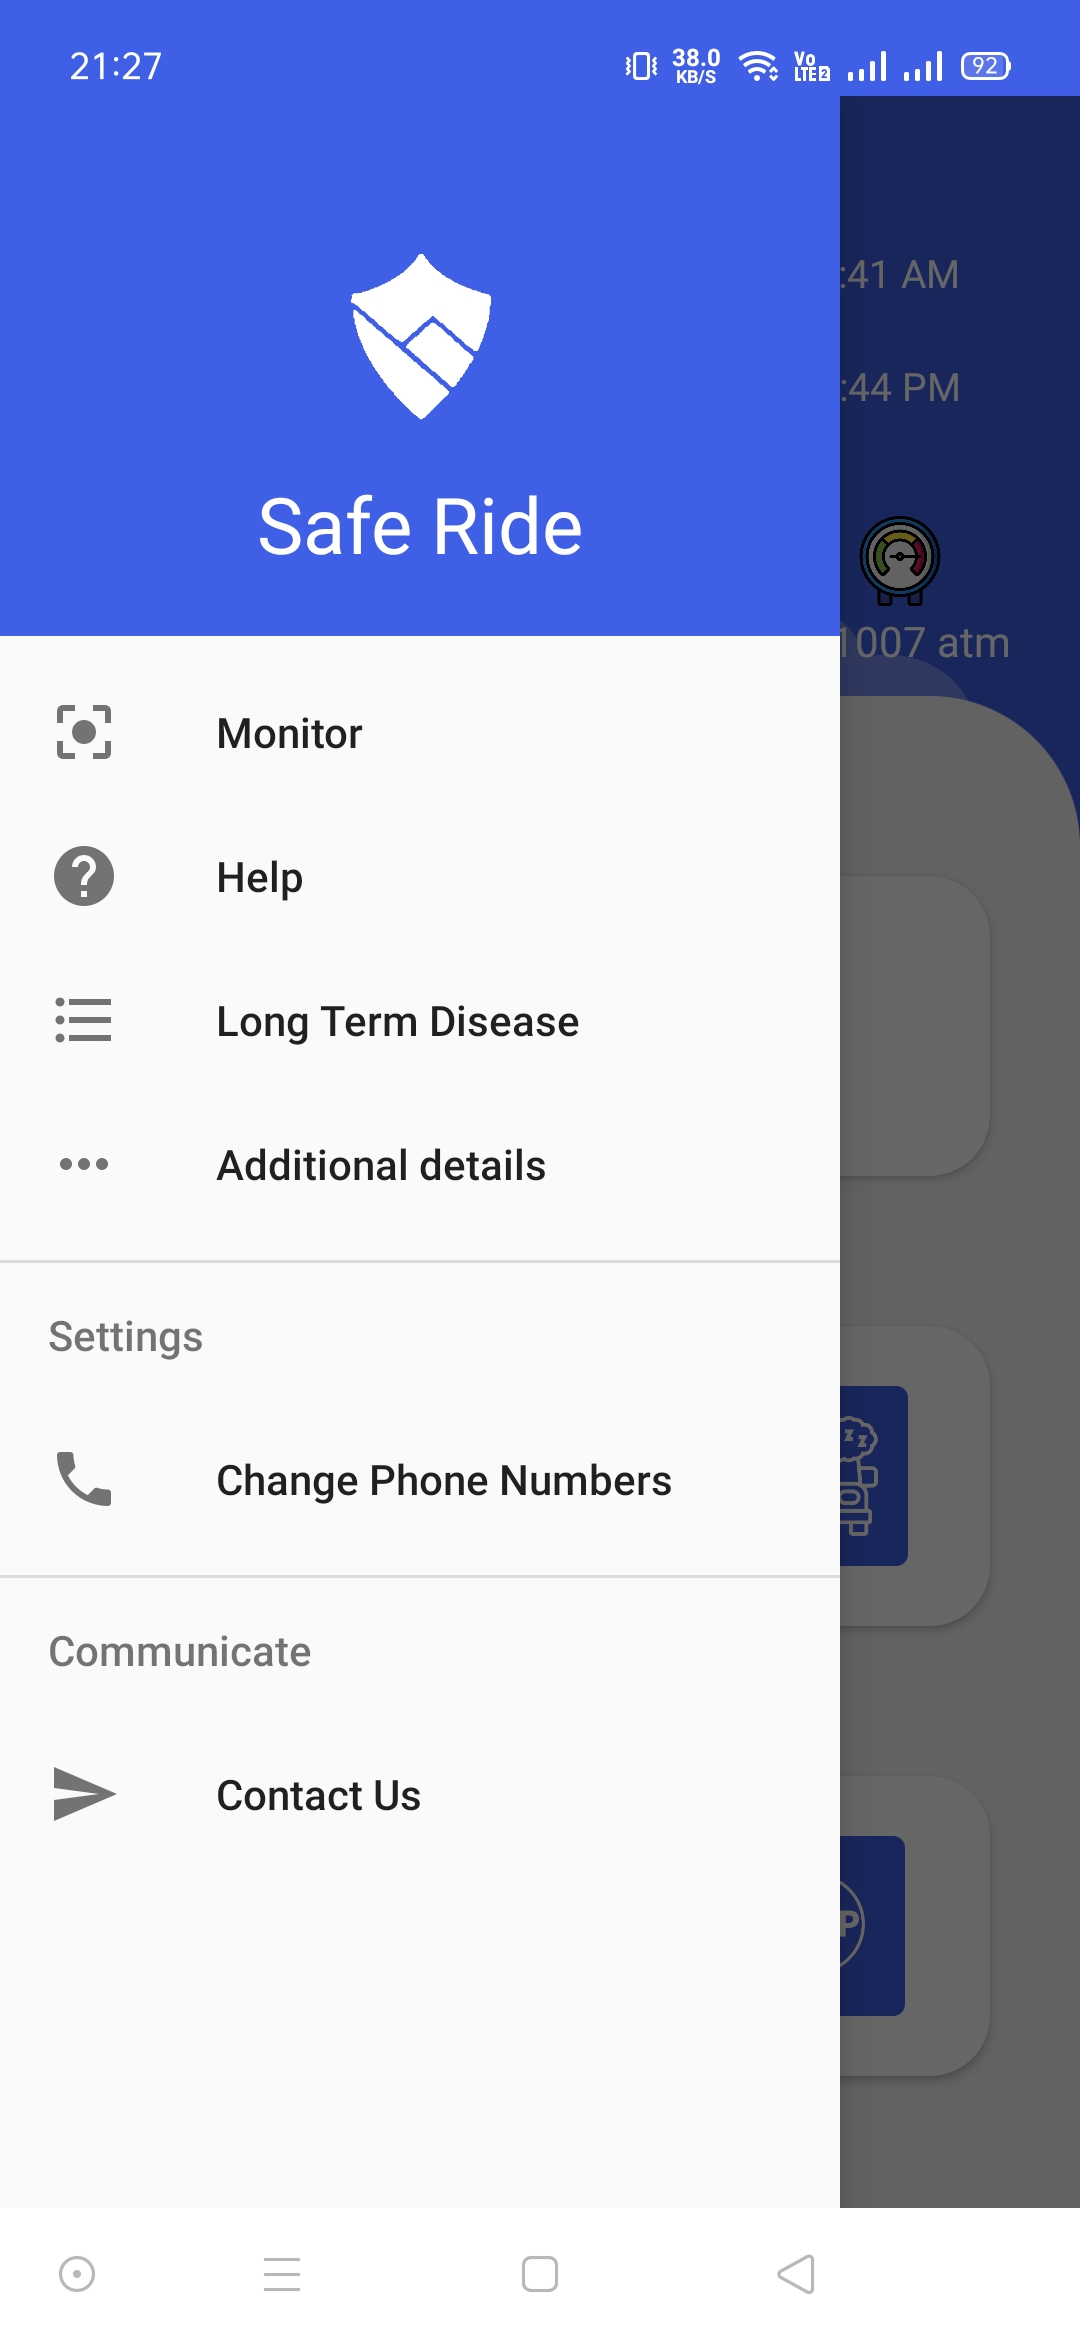 21:27
38.0
KB/S
Vo
LTE 2
92
:41 AM
:44 PM
Safe Ride
1007 atm
Monitor
Help
Long Term Disease
Additional details
Settings
Change Phone Numbers
z z
Communicate
Contact Us
P